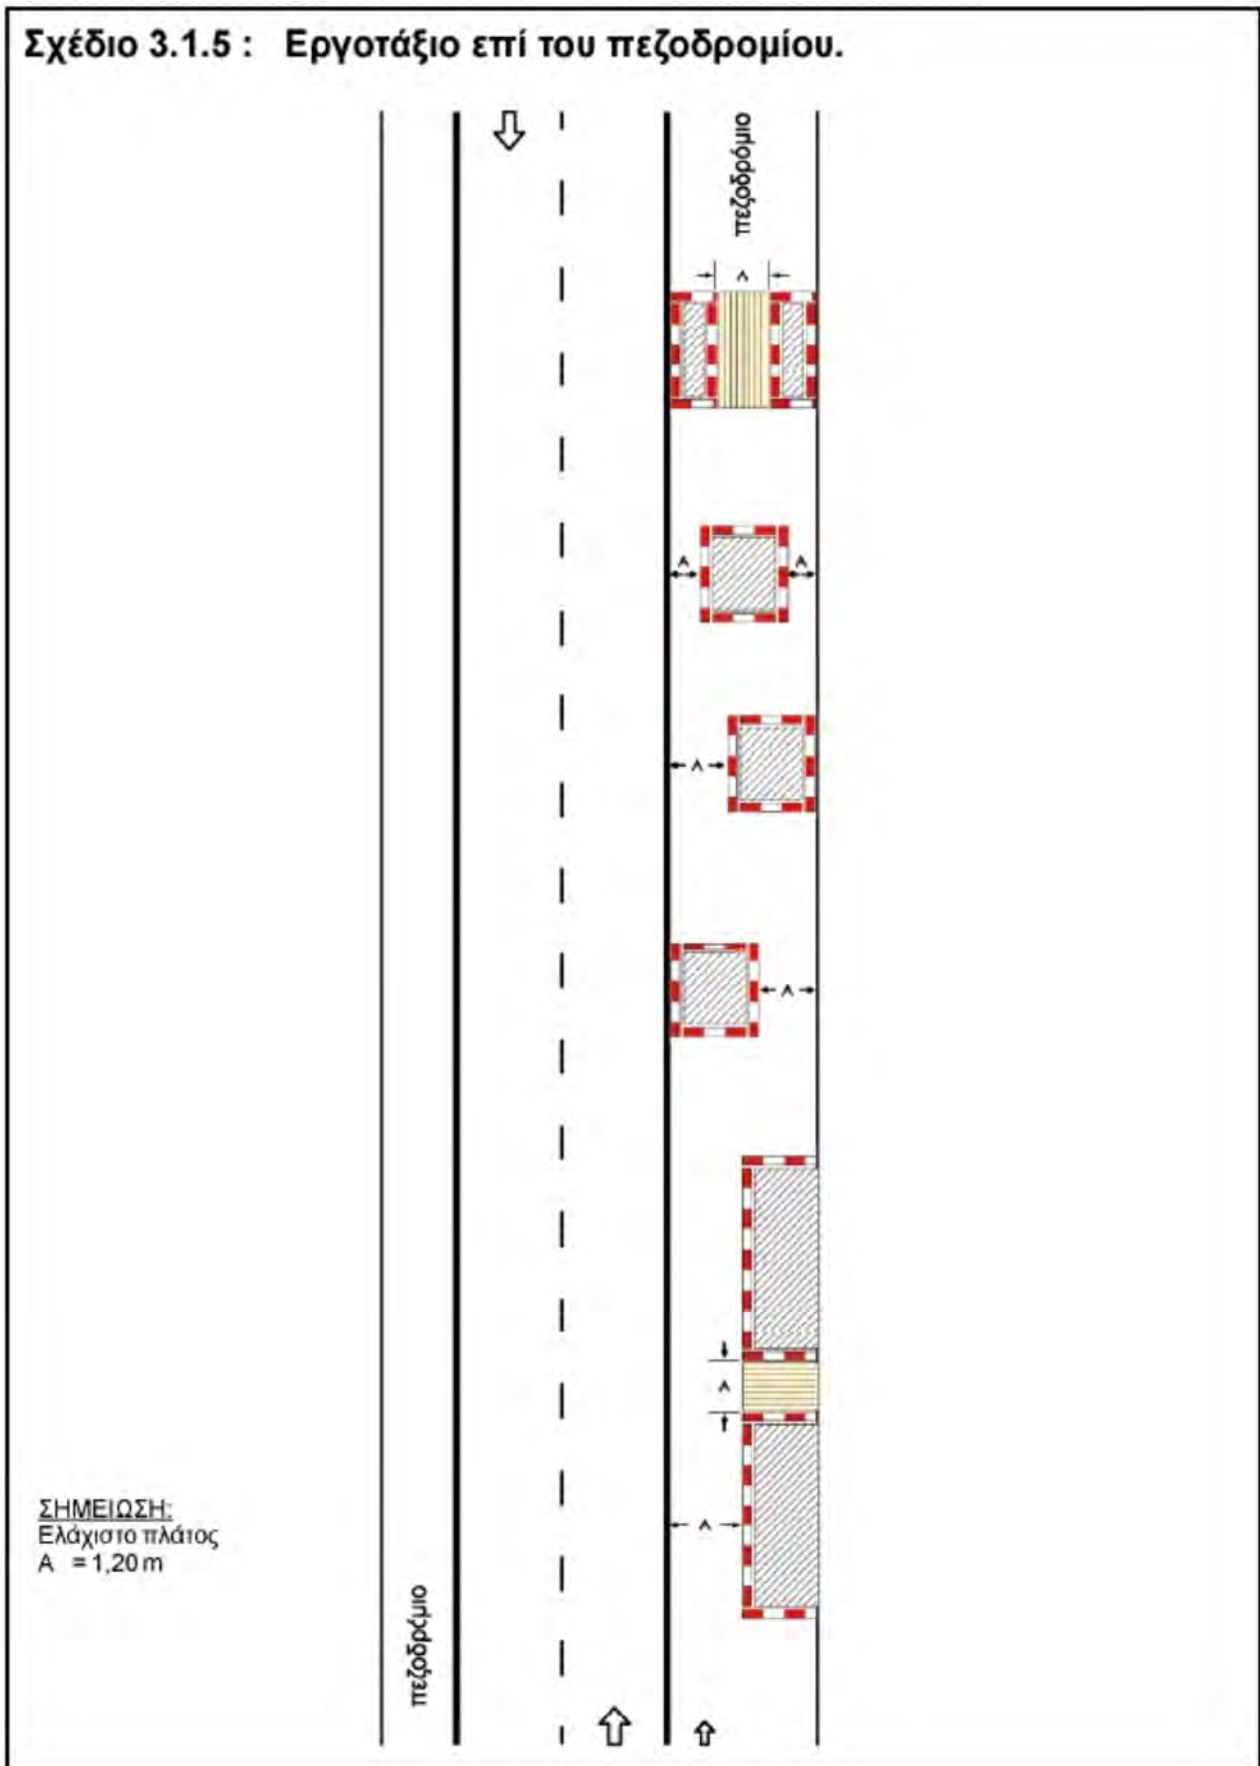 Σχέδιο 3.1.5 : Εργοτάξιο επί του πεζοδρομίου.
πεζοδρόμιο
Α
Α
Α
Α
Α
Α
Α
ΣΗΜΕΙΩΣΗ:
Ελάχιστο πλάτος
Α = 1,20 m
πεζοδρόμιο